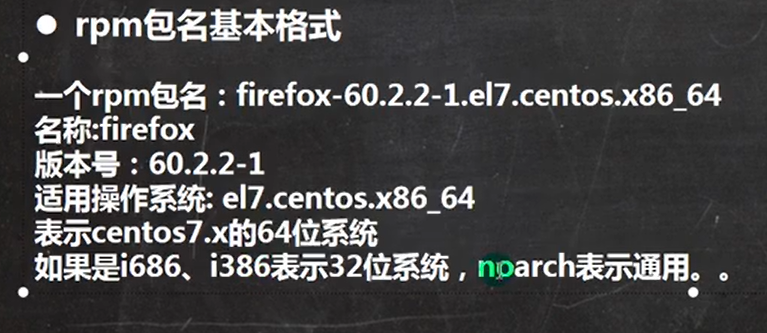 ● rpm包名基本格式
一个rpm包名：firefox-60.2.2-1.el7.centos.x86_64
名称:firefox
版本号：60.2.2-1
适用操作系统: el7.centos.x86_64
表示centos7.x的64位系统
如果是i686、i386表示32位系统，noarch表示通用。。